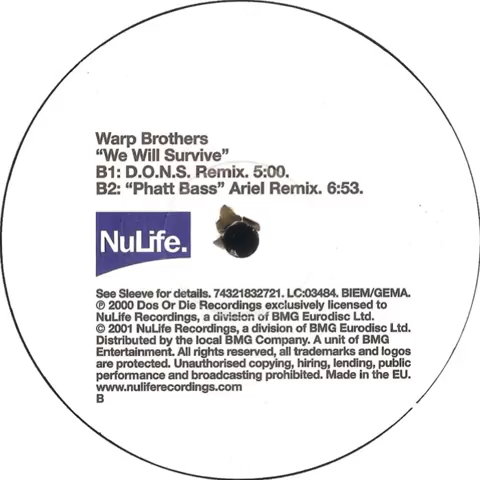 Warp Brothers
“We Will Survive”
B1: D.O.N.S. Remix. 5:00.
B2: “Phatt Bass” Ariel Remix. 6:53.
NuLife.
See Sleeve for details. 74321832721. LC:03484. BIEM/GEMA.
℗ 2000 Dos Or Die Recordings exclusively licensed to
NuLife Recordings, a division of BMG Eurodisc Ltd.
© 2001 NuLife Recordings, a division of BMG Eurodisc Ltd.
Distributed by the local BMG Company. A unit of BMG
Entertainment. All rights reserved, all trademarks and logos
are protected. Unauthorised copying, hiring, lending, public
performance and broadcasting prohibited. Made in the EU.
www.nuliferecordings.com
B